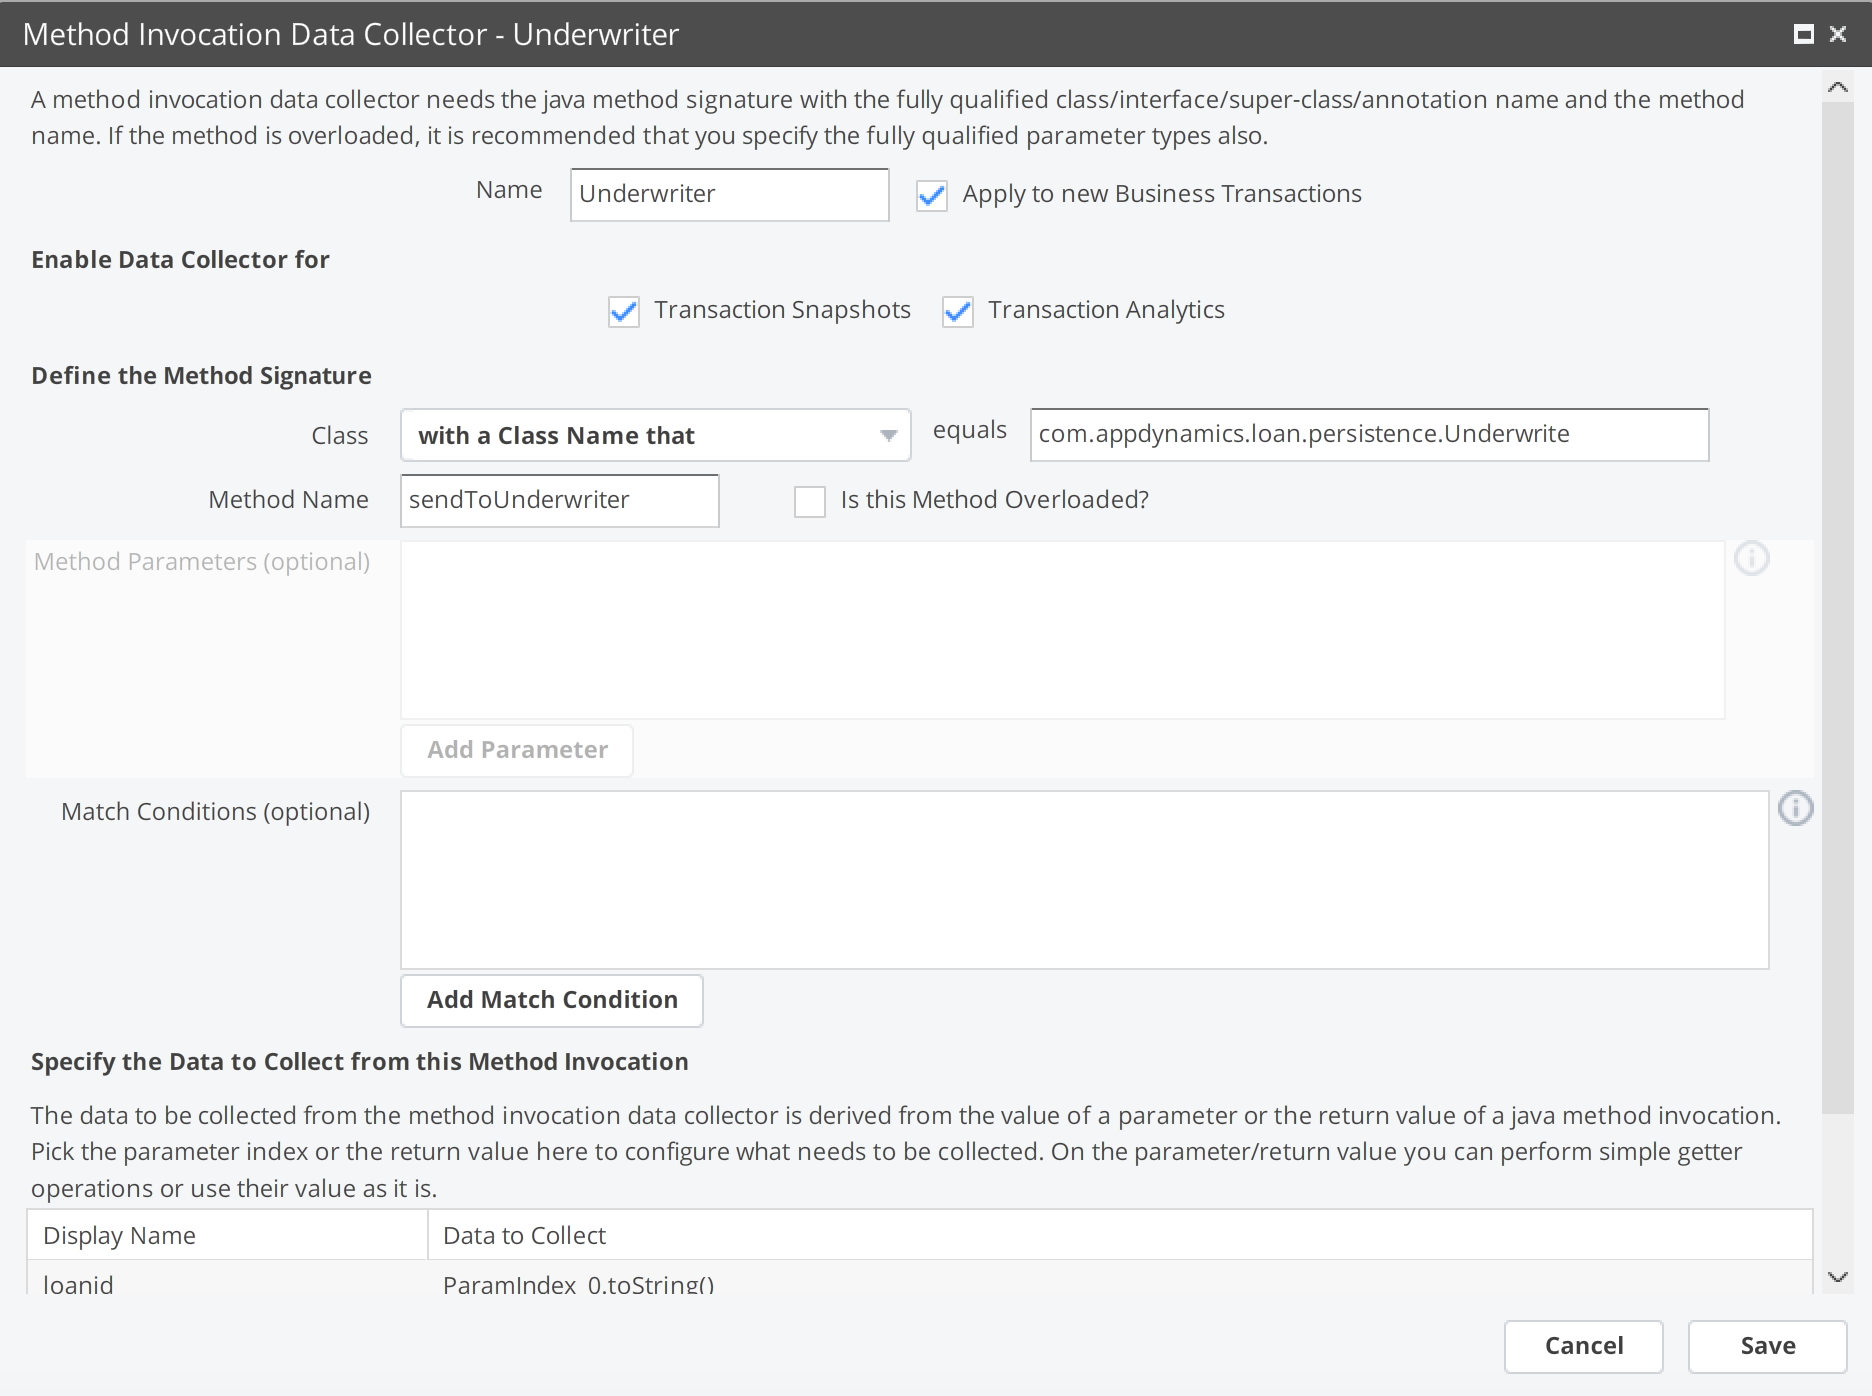 Method Invocation Data Collector - Underwriter
A method invocation data collector needs the java method signature with the fully qualified class/interface/super-class/annotation name and the method
name. If the method is overloaded, it is recommended that you specify the fully qualified parameter types also.
Name Underwriter Apply to new Business Transactions
Enable Data Collector for
Transaction Snapshots Transaction Analytics
Define the Method Signature
Class with a Class Name that equals com.appdynamics.loan.persistence.Underwrite
Method Name sendToUnderwriter Is this Method Overloaded?
Method Parameters (optional)
Add Parameter
Match Conditions (optional)
Add Match Condition
Specify the Data to Collect from this Method Invocation
The data to be collected from the method invocation data collector is derived from the value of a parameter or the return value of a java method invocation.
Pick the parameter index or the return value here to configure what needs to be collected. On the parameter/return value you can perform simple getter
operations or use their value as it is.
Display Name Data to Collect
loanid ParamIndex_0.toString()
Cancel Save